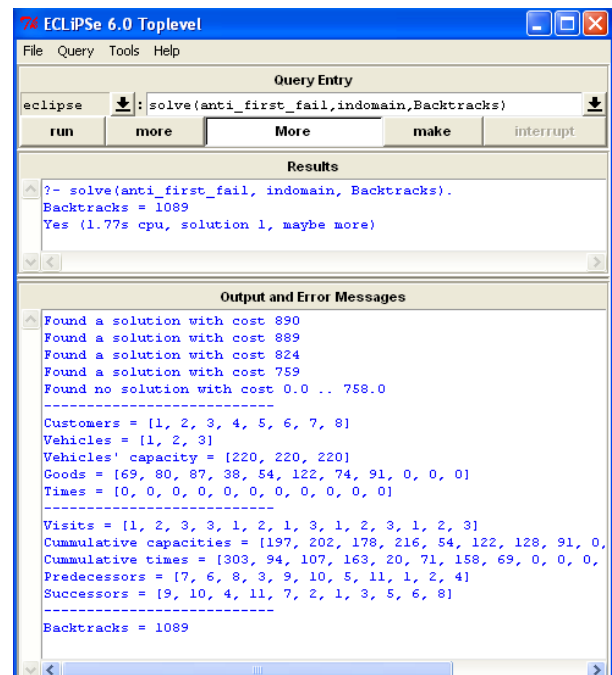 ECLiPSe 6.0 Toplevel
File Query Tools Help
Query Entry
eclipse : solve(anti_first_fail,indomain,Backtracks)
run more More make interrupt
Results
?- solve(anti_first_fail, indomain, Backtracks).
Backtracks = 1089
Yes (1.77s cpu, solution 1, maybe more)
Output and Error Messages
Found a solution with cost 890
Found a solution with cost 889
Found a solution with cost 824
Found a solution with cost 759
Found no solution with cost 0.0 .. 758.0
---------------------------
Customers = [1, 2, 3, 4, 5, 6, 7, 8]
Vehicles = [1, 2, 3]
Vehicles' capacity = [220, 220, 220]
Goods = [69, 80, 87, 38, 54, 122, 74, 91, 0, 0, 0]
Times = [0, 0, 0, 0, 0, 0, 0, 0, 0, 0, 0]
---------------------------
Visits = [1, 2, 3, 3, 1, 2, 1, 3, 1, 2, 3, 1, 2, 3]
Cummulative capacities = [197, 202, 178, 216, 54, 122, 128, 91, 0,
Cummulative times = [303, 94, 107, 163, 20, 71, 158, 69, 0, 0, 0,
Predecessors = [7, 6, 8, 3, 9, 10, 5, 11, 1, 2, 4]
Successors = [9, 10, 4, 11, 7, 2, 1, 3, 5, 6, 8]
---------------------------
Backtracks = 1089